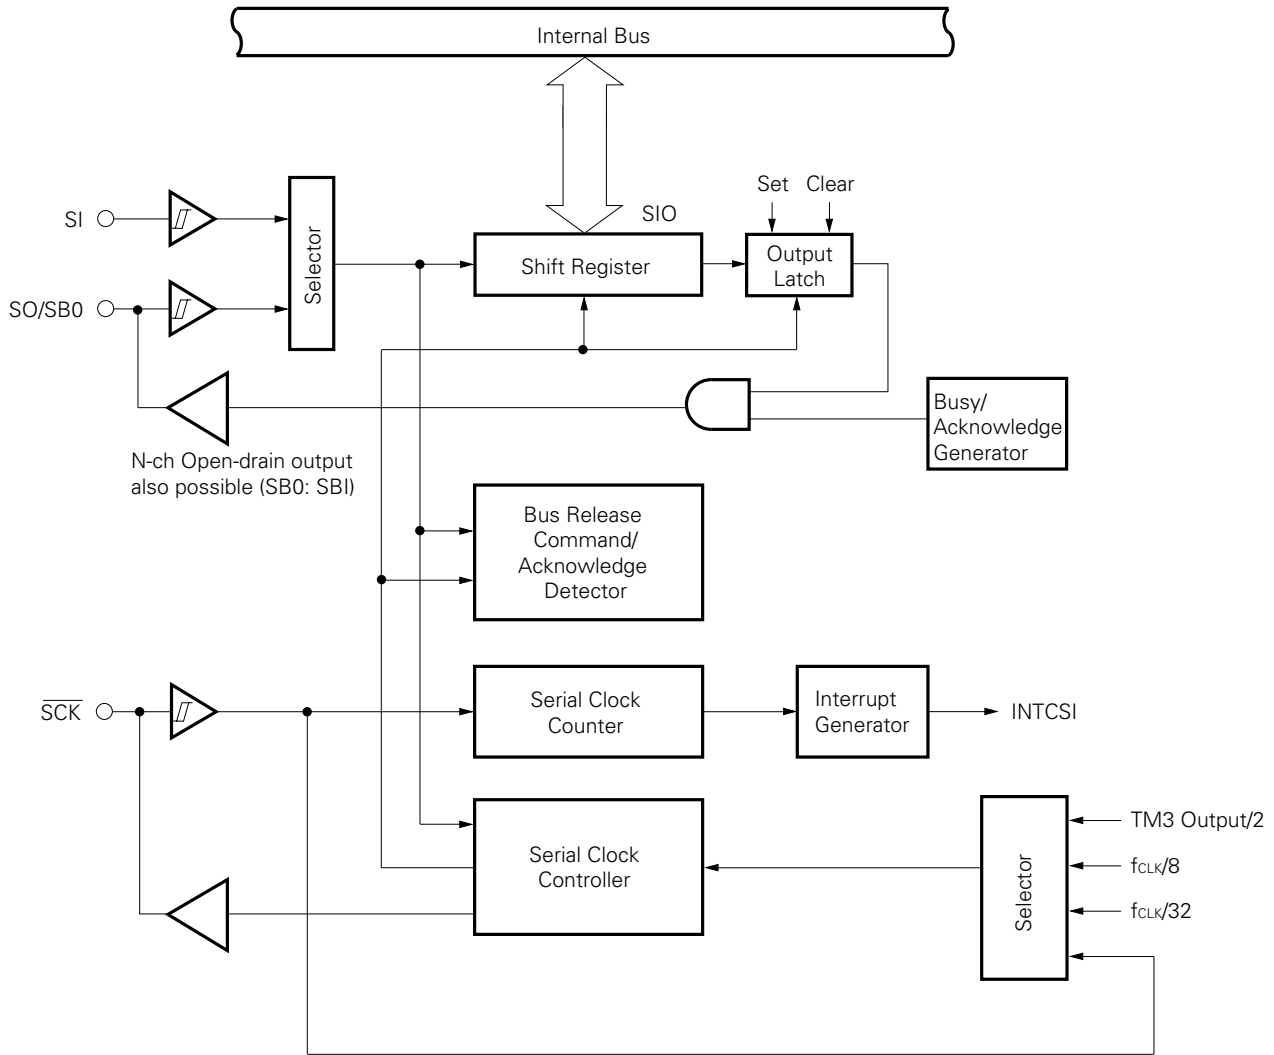 Internal Bus
Set Clear
SI
SIO
Selector
Shift Register
Output
Latch
SO/SB0
Busy/
Acknowledge
Generator
N-ch Open-drain output
also possible (SB0: SBI)
Bus Release
Command/
Acknowledge
Detector
SCK
Serial Clock
Counter
Interrupt
Generator
INTCSI
Serial Clock
Controller
Selector
TM3 Output/2
fCLK/8
fCLK/32